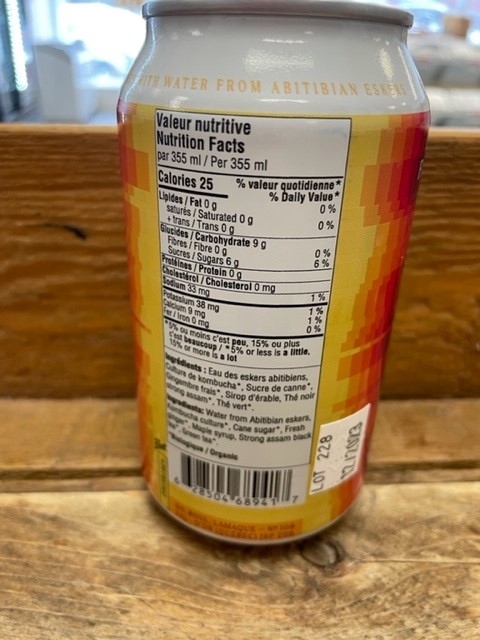 WITH WATER FROM ABITIBIAN ESKERS
Valeur nutritive
Nutrition Facts
par 355 ml / Per 355 ml
Calories 25
% valeur quotidienne*
% Daily Value*
Lipides / Fat 0 g 0 %
saturés / Saturated 0 g
+ trans / Trans 0 g 0 %
Glucides / Carbohydrate 9 g
Fibres / Fibre 0 g 0 %
Sucres / Sugars 6 g 6 %
Protéines / Protein 0 g
Cholestérol / Cholesterol 0 mg
Sodium 33 mg 1 %
Potassium 38 mg 1 %
Calcium 9 mg 1 %
Fer / Iron 0 mg 0 %
*5% ou moins c'est peu, 15% ou plus
c'est beaucoup / *5% or less is a little,
15% or more is a lot
Ingrédients : Eau des eskers abitibiens,
Culture de kombucha*, Sucre de canne*,
Gingembre frais*, Sirop d'érable, Thé noir
strong assam*, Thé vert*.
Ingredients: Water from Abitibian eskers,
Kombucha culture*, Cane sugar*, Fresh
Maple syrup, Strong assam black
Green tea*.
*Biologique / Organic
6 28504 68941 7
LOT 228
12/2023